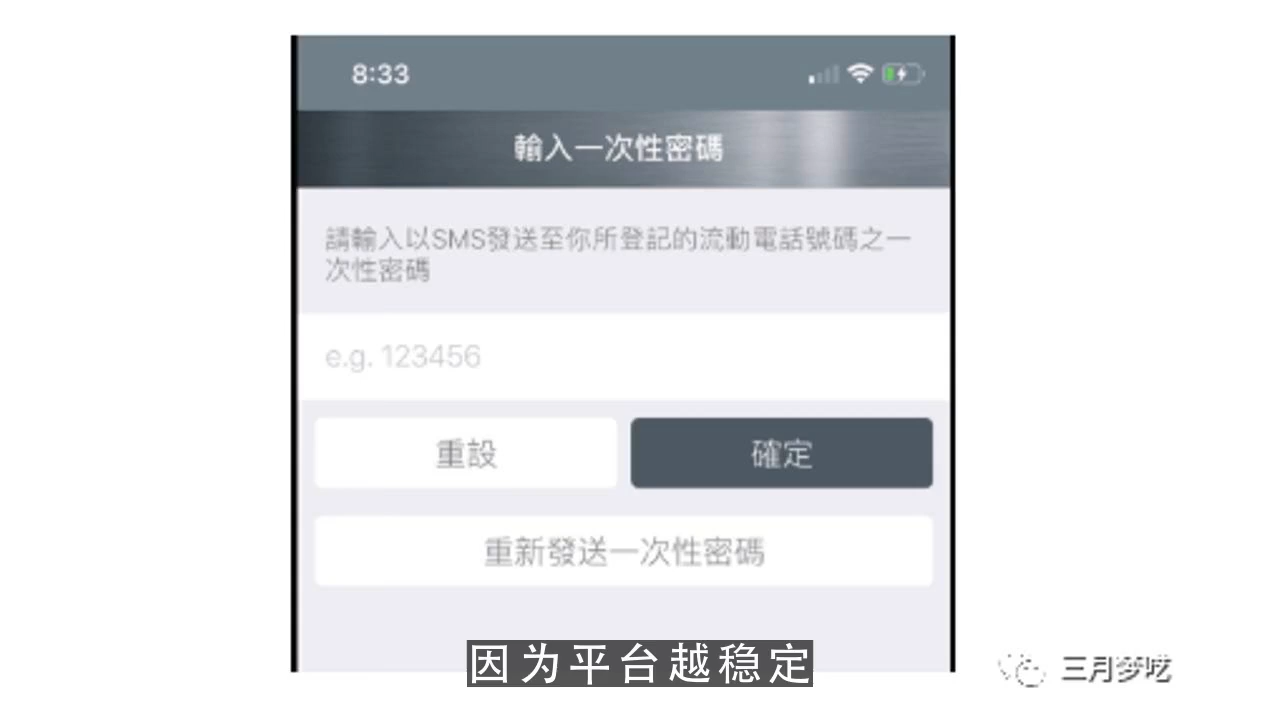 8:33
輸入一次性密碼
請輸入以SMS發送至你所登記的流動電話號碼之一
次性密碼
e.g. 123456
重設
確定
重新發送一次性密碼
因为平台越稳定
三月梦呓